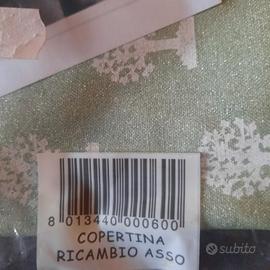 8 013440 000600
COPERTINA
RICAMBIO ASSO
subito